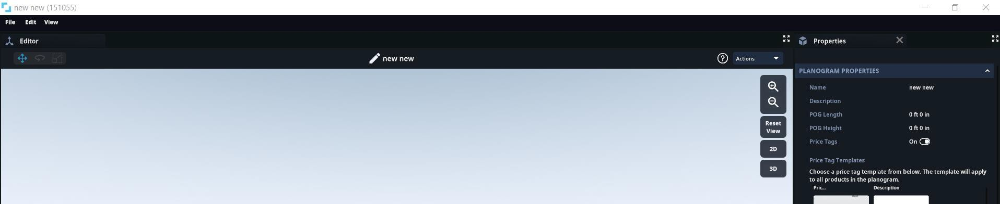 new new (151055)
File Edit View
Editor
new new
Actions
Reset
View
2D
3D
Properties
PLANOGRAM PROPERTIES
Name new new
Description
POG Length 0 ft 0 in
POG Height 0 ft 0 in
Price Tags On
Price Tag Templates
Choose a price tag template from below. The template will apply
to all products in the planogram.
Pric... Description